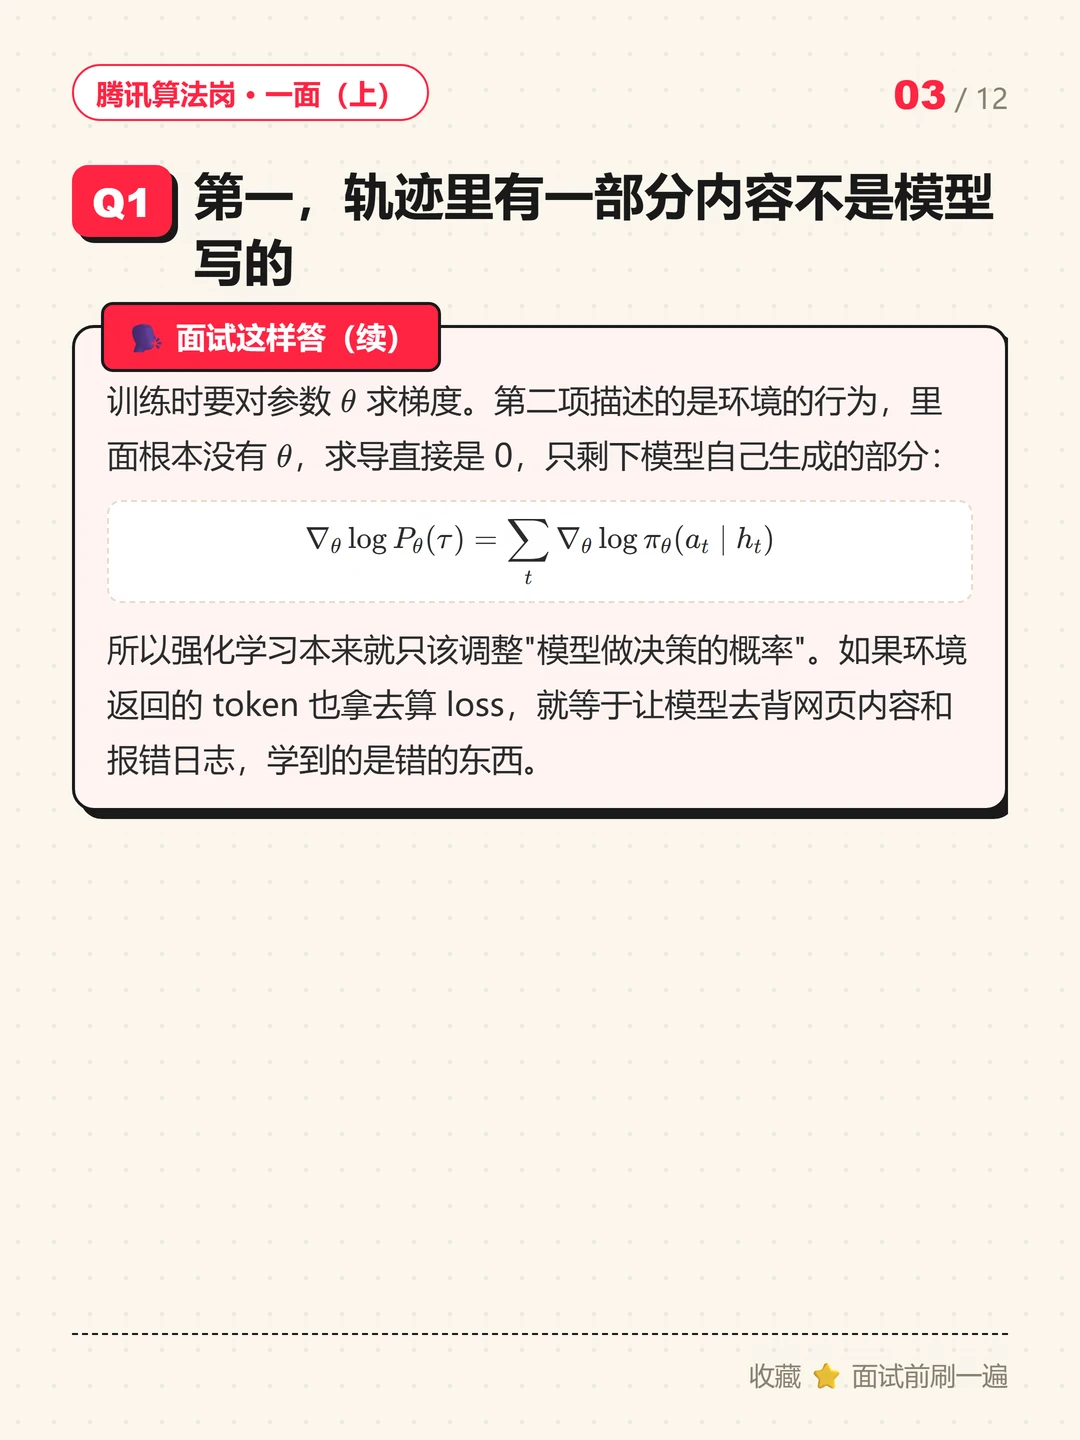 腾讯算法岗·一面（上）
03 / 12
Q1
第一，轨迹里有一部分内容不是模型
写的
面试这样答（续）
训练时要对参数 θ 求梯度。第二项描述的是环境的行为，里
面根本没有 θ，求导直接是 0，只剩下模型自己生成的部分：
∇_θ log P_θ(τ) = ∑_t ∇_θ log π_θ(a_t | h_t)
所以强化学习本来就只该调整"模型做决策的概率"。如果环境
返回的 token 也拿去算 loss，就等于让模型去背网页内容和
报错日志，学到的是错的东西。
收藏 ⭐ 面试前刷一遍